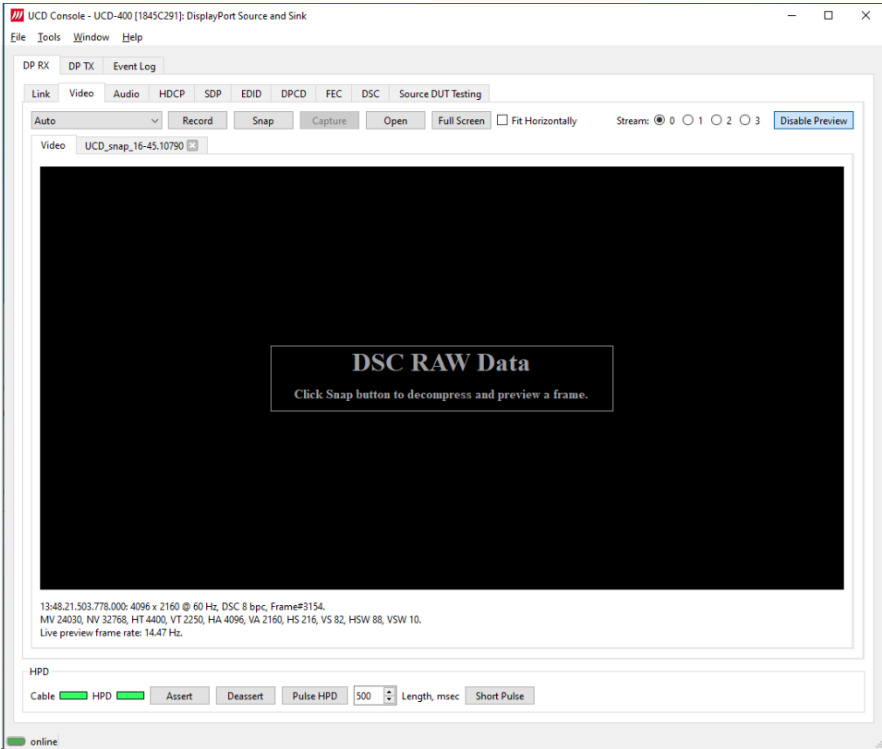 UCD Console - UCD-400 [1845C291]: DisplayPort Source and Sink
File Tools Window Help
DP RX DP TX Event Log
Link Video Audio HDCP SDP EDID DPCD FEC DSC Source DUT Testing
Auto Record Snap Capture Open Full Screen Fit Horizontally Stream: 0 1 2 3 Disable Preview
Video UCD_snap_16-45.10790
DSC RAW Data
Click Snap button to decompress and preview a frame.
13:48.21.503.778.000: 4096 x 2160 @ 60 Hz, DSC 8 bpc, Frame#3154.
MV 24030, NV 32768, HT 4400, VT 2250, HA 4096, VA 2160, HS 216, VS 82, HSW 88, VSW 10.
Live preview frame rate: 14.47 Hz.
HPD
Cable HPD Assert Deassert Pulse HPD 500 Length, msec Short Pulse
online